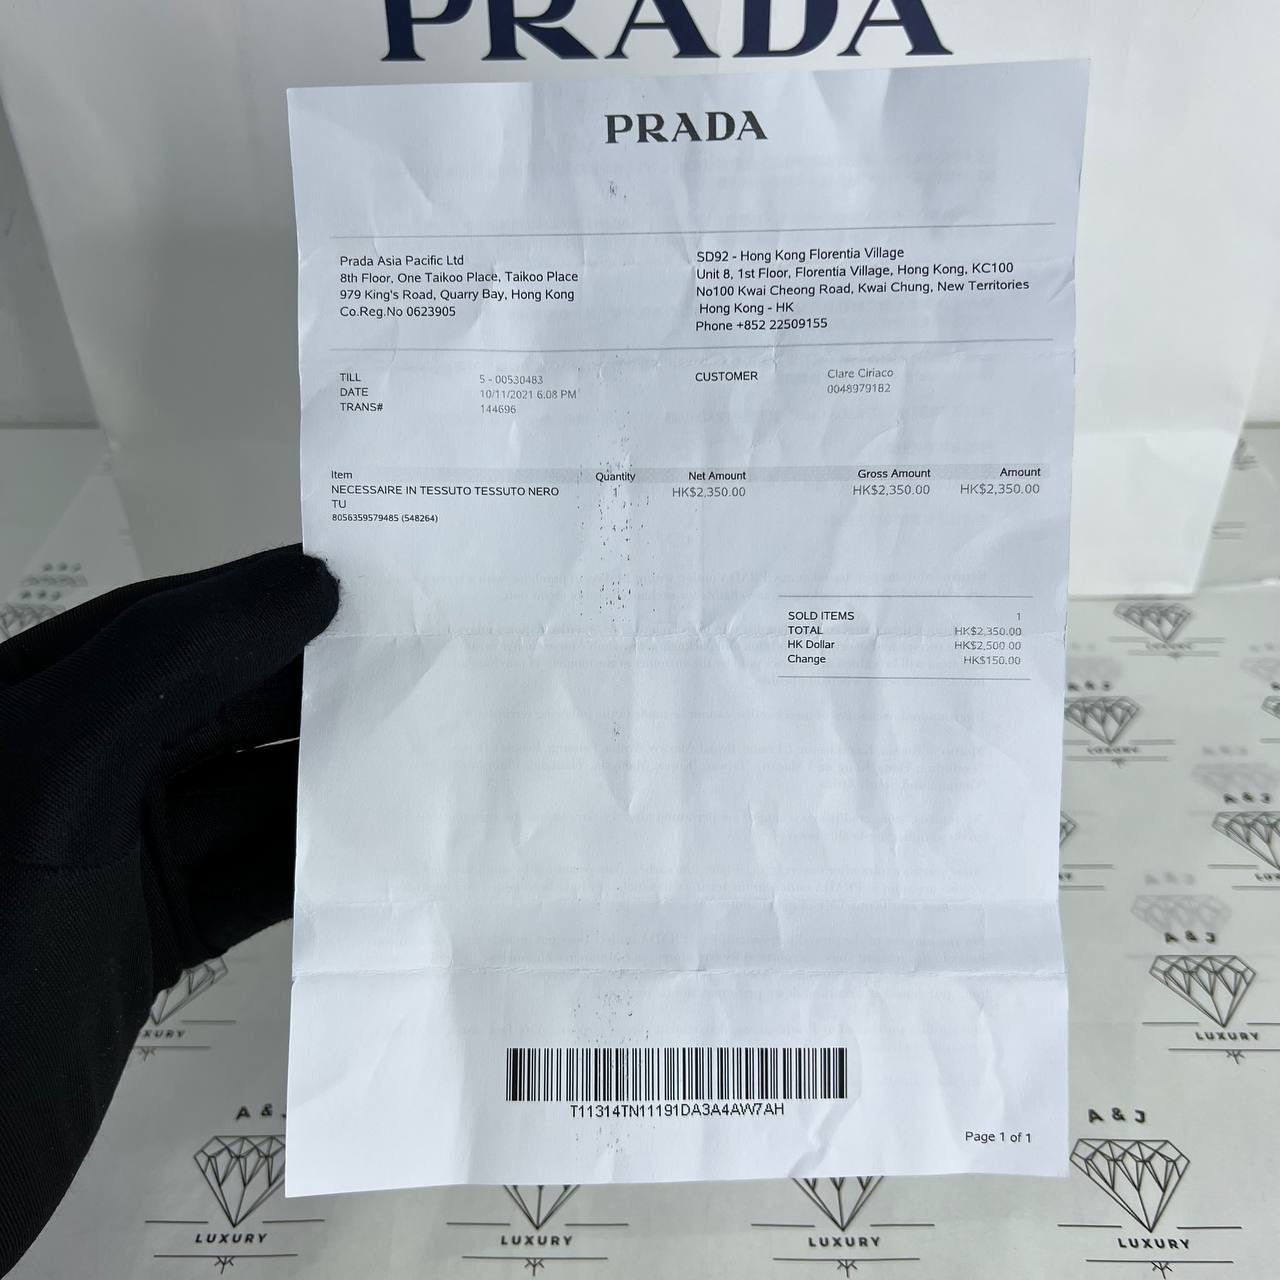 PRADA
PRADA
Prada Asia Pacific Ltd
8th Floor, One Taikoo Place, Taikoo Place
979 King's Road, Quarry Bay, Hong Kong
Co.Reg.No 0623905
SD92 - Hong Kong Florentia Village
Unit 8, 1st Floor, Florentia Village, Hong Kong, KC100
No100 Kwai Cheong Road, Kwai Chung, New Territories
Hong Kong - HK
Phone +852 22509155
TILL 5 - 00530483
DATE 10/11/2021 6:08 PM
TRANS# 144696
CUSTOMER Clare Ciriaco
0048979182
Item Quantity Net Amount Gross Amount Amount
NECESSAIRE IN TESSUTO TESSUTO NERO 1 HK$2,350.00 HK$2,350.00 HK$2,350.00
TU
8056359579485 (548264)
SOLD ITEMS 1
TOTAL HK$2,350.00
HK Dollar HK$2,500.00
Change HK$150.00
T11314TN11191DA3A4AW7AH
Page 1 of 1
A & J
LUXURY
A & J
LUXURY
A & J
LUXURY
A & J
LUXURY
LUXURY
LUXURY
A & J
LUXURY